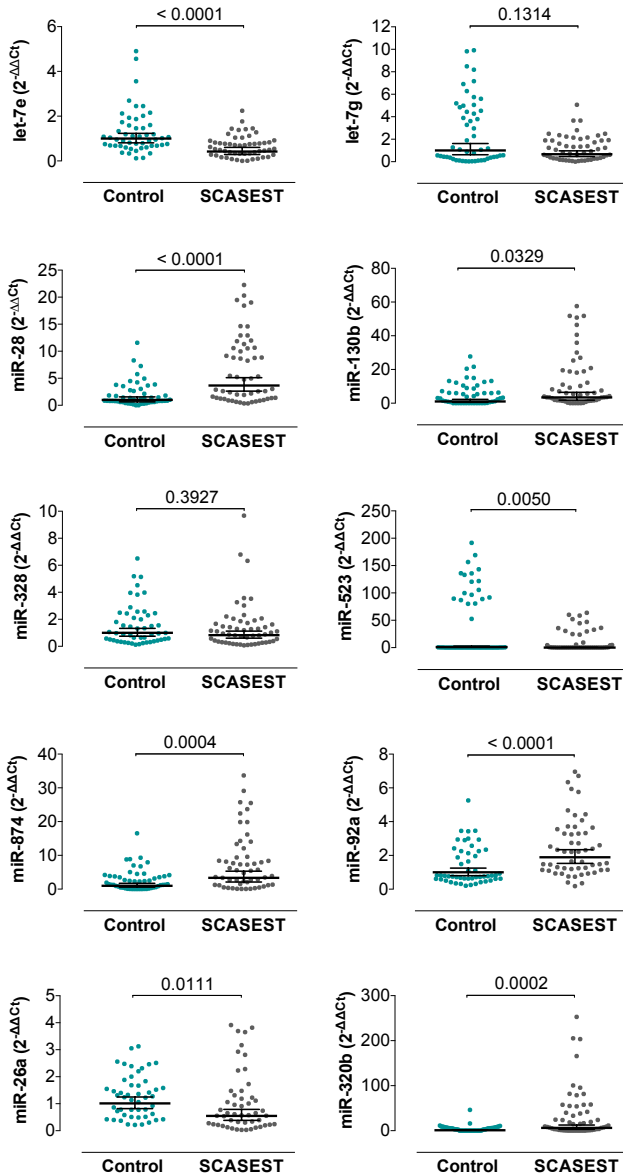 < 0.0001
let-7e (2-ΔΔCt)
6
4
2
0
Control
SCASEST
0.1314
let-7g (2-ΔΔCt)
12
10
8
6
4
2
0
Control
SCASEST
< 0.0001
miR-28 (2-ΔΔCt)
25
20
15
10
5
0
Control
SCASEST
0.0329
miR-130b (2-ΔΔCt)
80
60
40
20
0
Control
SCASEST
0.3927
miR-328 (2-ΔΔCt)
10
8
6
4
2
0
Control
SCASEST
0.0050
miR-523 (2-ΔΔCt)
250
200
150
100
50
0
Control
SCASEST
0.0004
miR-874 (2-ΔΔCt)
40
30
20
10
0
Control
SCASEST
< 0.0001
miR-92a (2-ΔΔCt)
8
6
4
2
0
Control
SCASEST
0.0111
miR-26a (2-ΔΔCt)
5
4
3
2
1
0
Control
SCASEST
0.0002
miR-320b (2-ΔΔCt)
300
200
100
0
Control
SCASEST